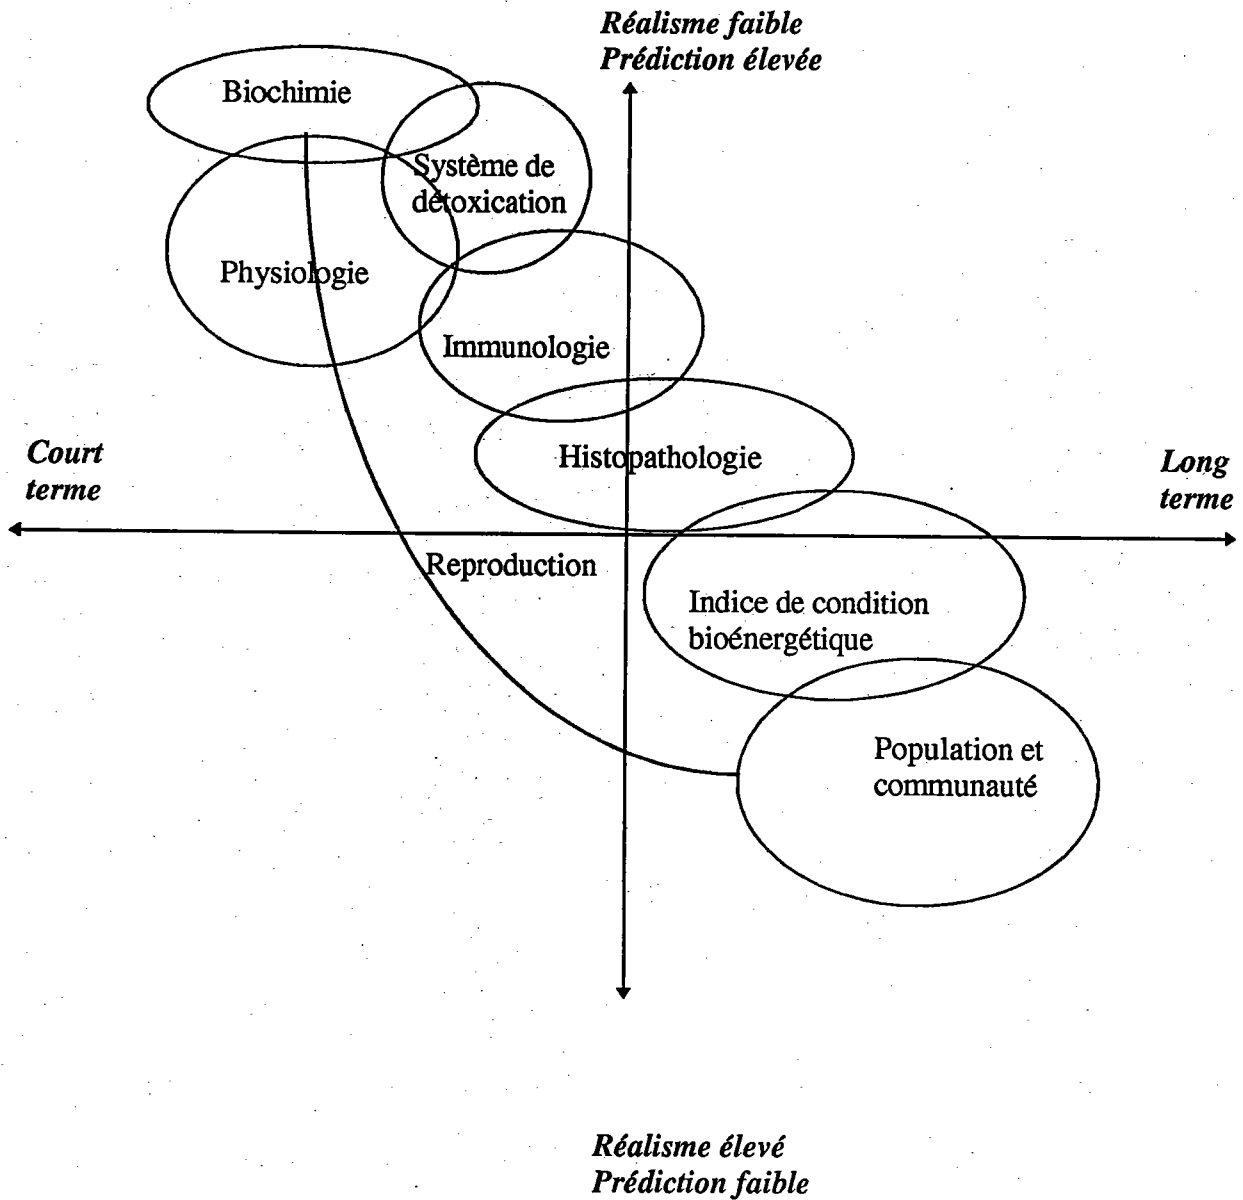 Réalisme faible
Prédiction élevée
Biochimie
Système de
détoxication
Physiologie
Immunologie
Court
terme
Histopathologie
Long
terme
Reproduction
Indice de condition
bioénergétique
Population et
communauté
Réalisme élevé
Prédiction faible